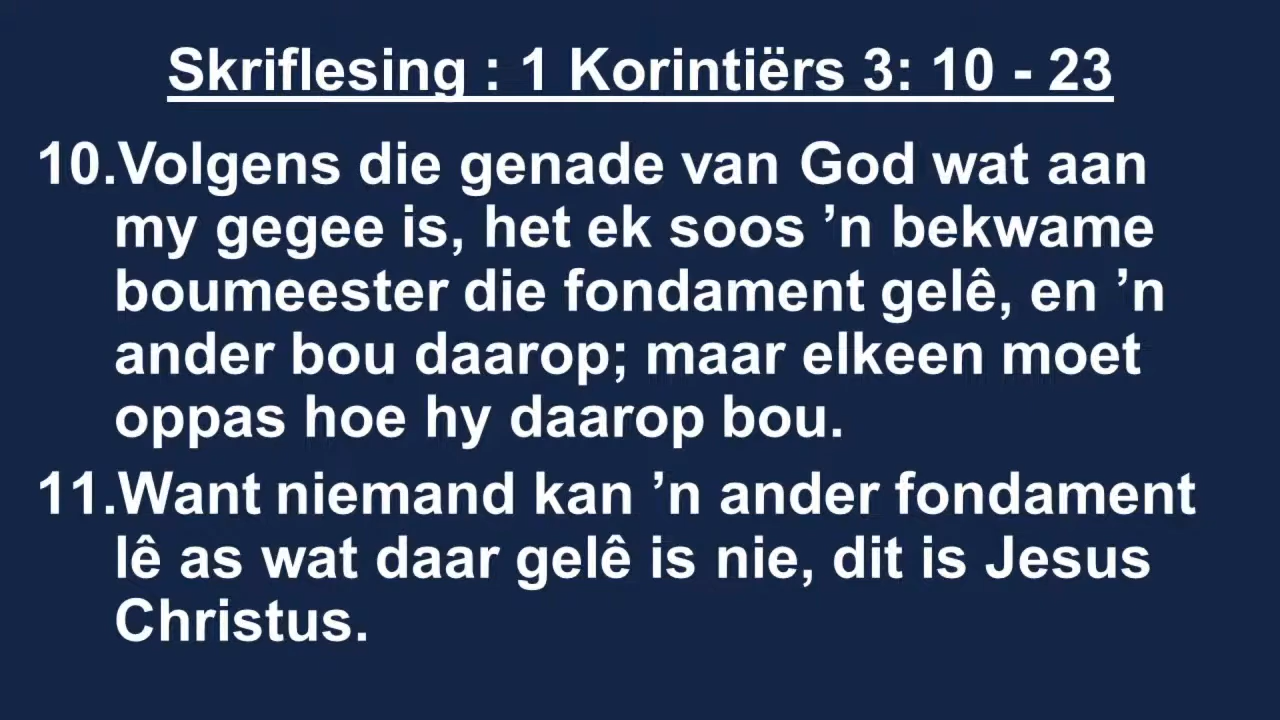 Skriflesing : 1 Korintiërs 3: 10 - 23
10.Volgens die genade van God wat aan
my gegee is, het ek soos ’n bekwame
boumeester die fondament gelê, en ’n
ander bou daarop; maar elkeen moet
oppas hoe hy daarop bou.
11.Want niemand kan ’n ander fondament
lê as wat daar gelê is nie, dit is Jesus
Christus.